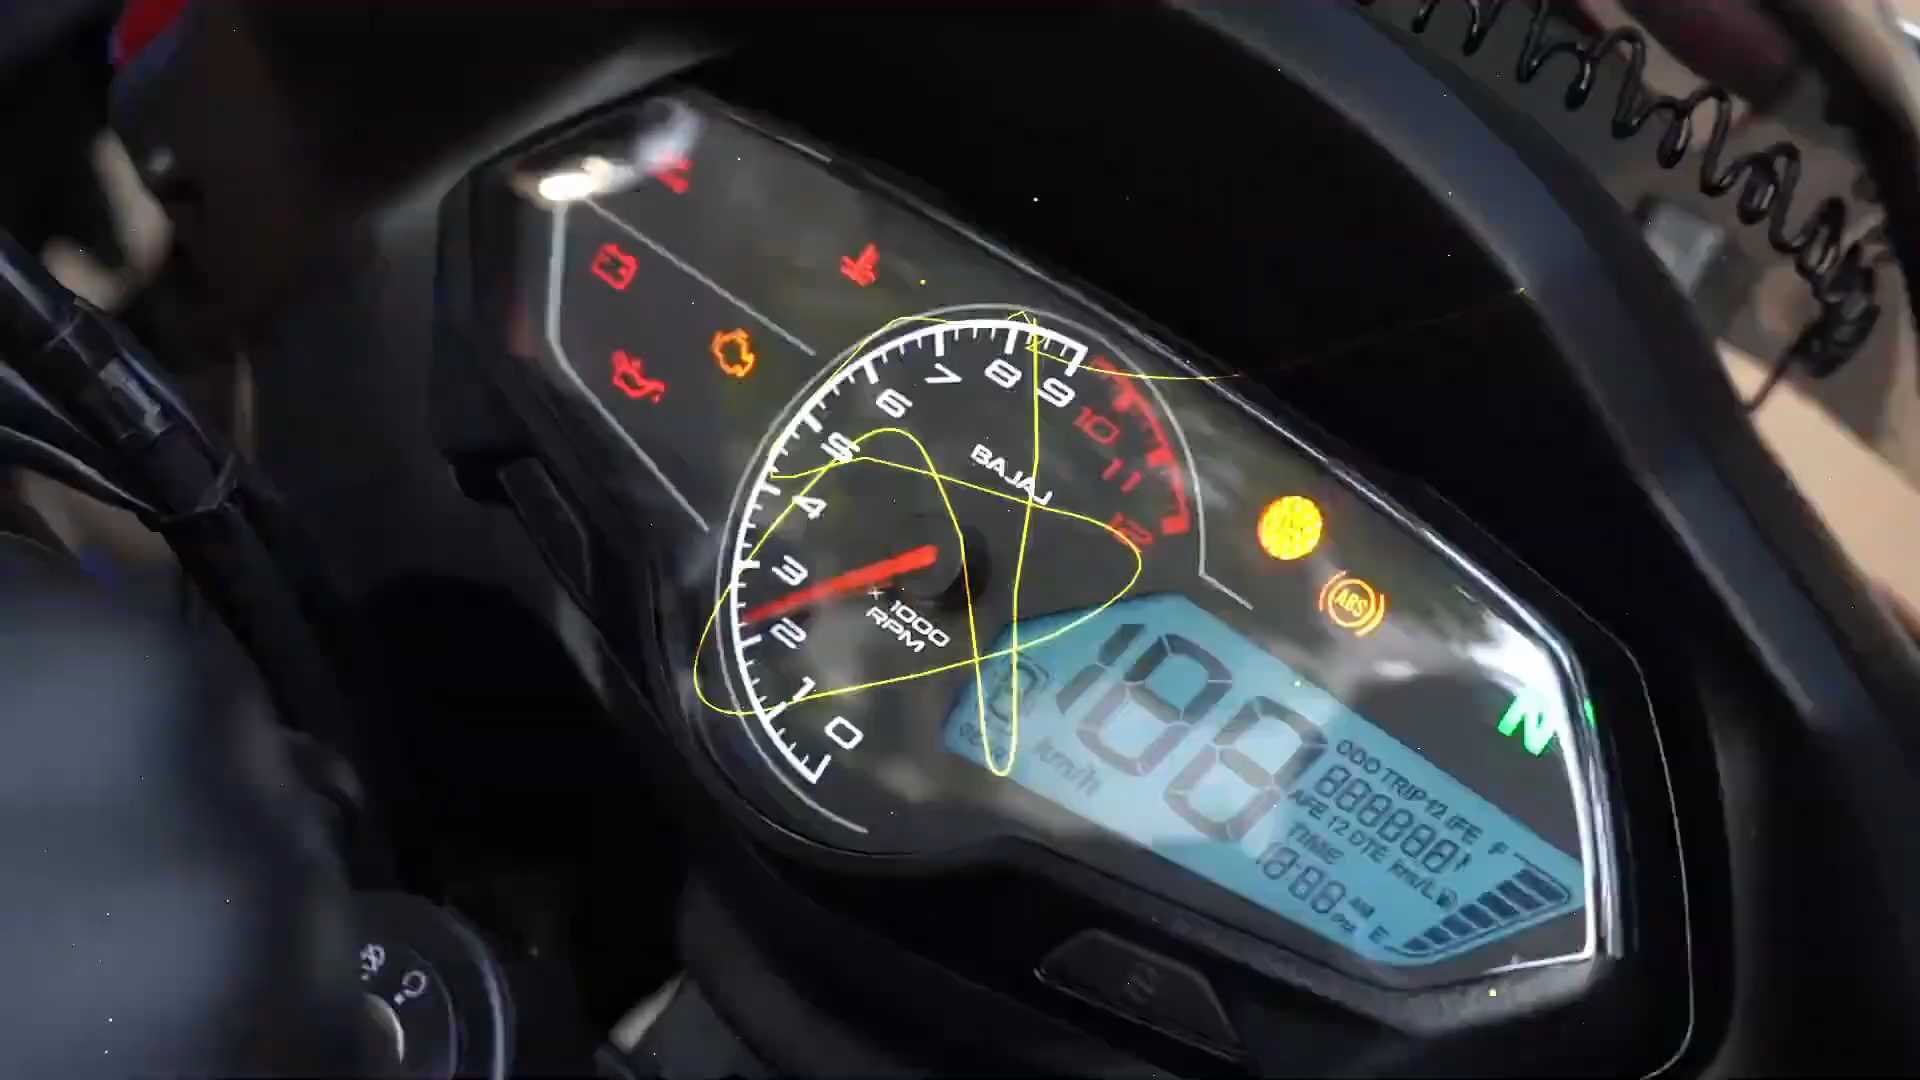 0
1
2
3
4
5
6
7
8
9
10
11
12
BAJAJ
x 1000
RPM
ABS
N
188
km/h
ODO TRIP 12 IFE
888888
AFE 12 DTE km/L
TIME
18:88 AM
PM
F
E